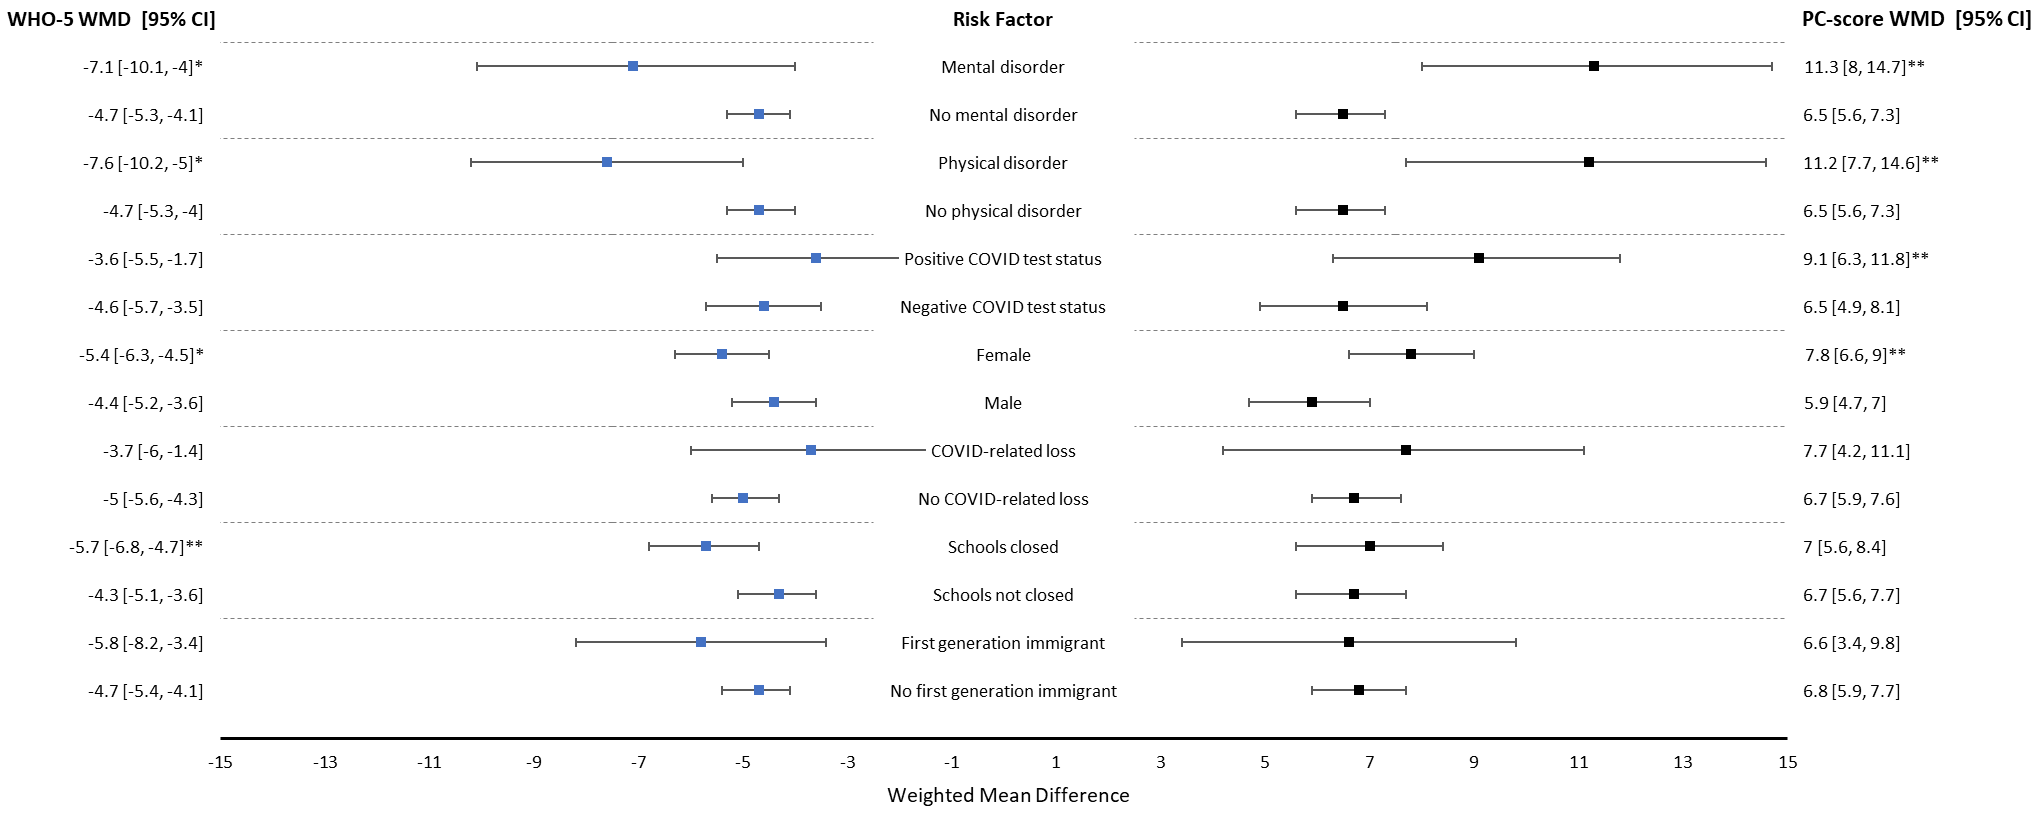 WHO-5 WMD [95% CI] Risk Factor PC-score WMD [95% CI]
-7.1 [-10.1, -4]* Mental disorder 11.3 [8, 14.7]**
-4.7 [-5.3, -4.1] No mental disorder 6.5 [5.6, 7.3]
-7.6 [-10.2, -5]* Physical disorder 11.2 [7.7, 14.6]**
-4.7 [-5.3, -4] No physical disorder 6.5 [5.6, 7.3]
-3.6 [-5.5, -1.7] Positive COVID test status 9.1 [6.3, 11.8]**
-4.6 [-5.7, -3.5] Negative COVID test status 6.5 [4.9, 8.1]
-5.4 [-6.3, -4.5]* Female 7.8 [6.6, 9]**
-4.4 [-5.2, -3.6] Male 5.9 [4.7, 7]
-3.7 [-6, -1.4] COVID-related loss 7.7 [4.2, 11.1]
-5 [-5.6, -4.3] No COVID-related loss 6.7 [5.9, 7.6]
-5.7 [-6.8, -4.7]** Schools closed 7 [5.6, 8.4]
-4.3 [-5.1, -3.6] Schools not closed 6.7 [5.6, 7.7]
-5.8 [-8.2, -3.4] First generation immigrant 6.6 [3.4, 9.8]
-4.7 [-5.4, -4.1] No first generation immigrant 6.8 [5.9, 7.7]
-15 -13 -11 -9 -7 -5 -3 -1 1 3 5 7 9 11 13 15
Weighted Mean Difference